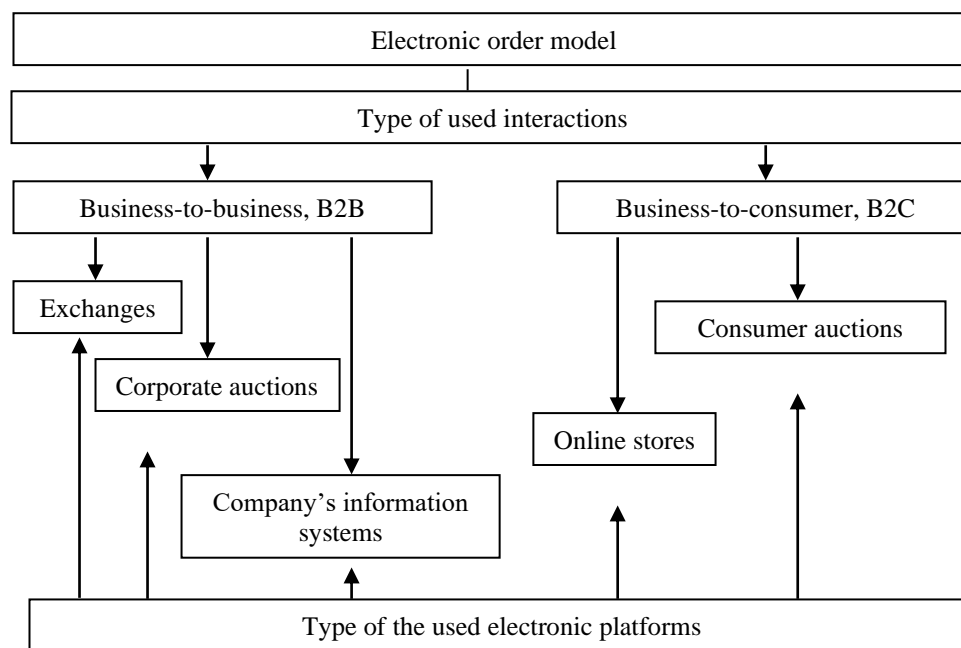 Electronic order model
Type of used interactions
Business-to-business, B2B
Business-to-consumer, B2C
Exchanges
Consumer auctions
Corporate auctions
Online stores
Company’s information
systems
Type of the used electronic platforms